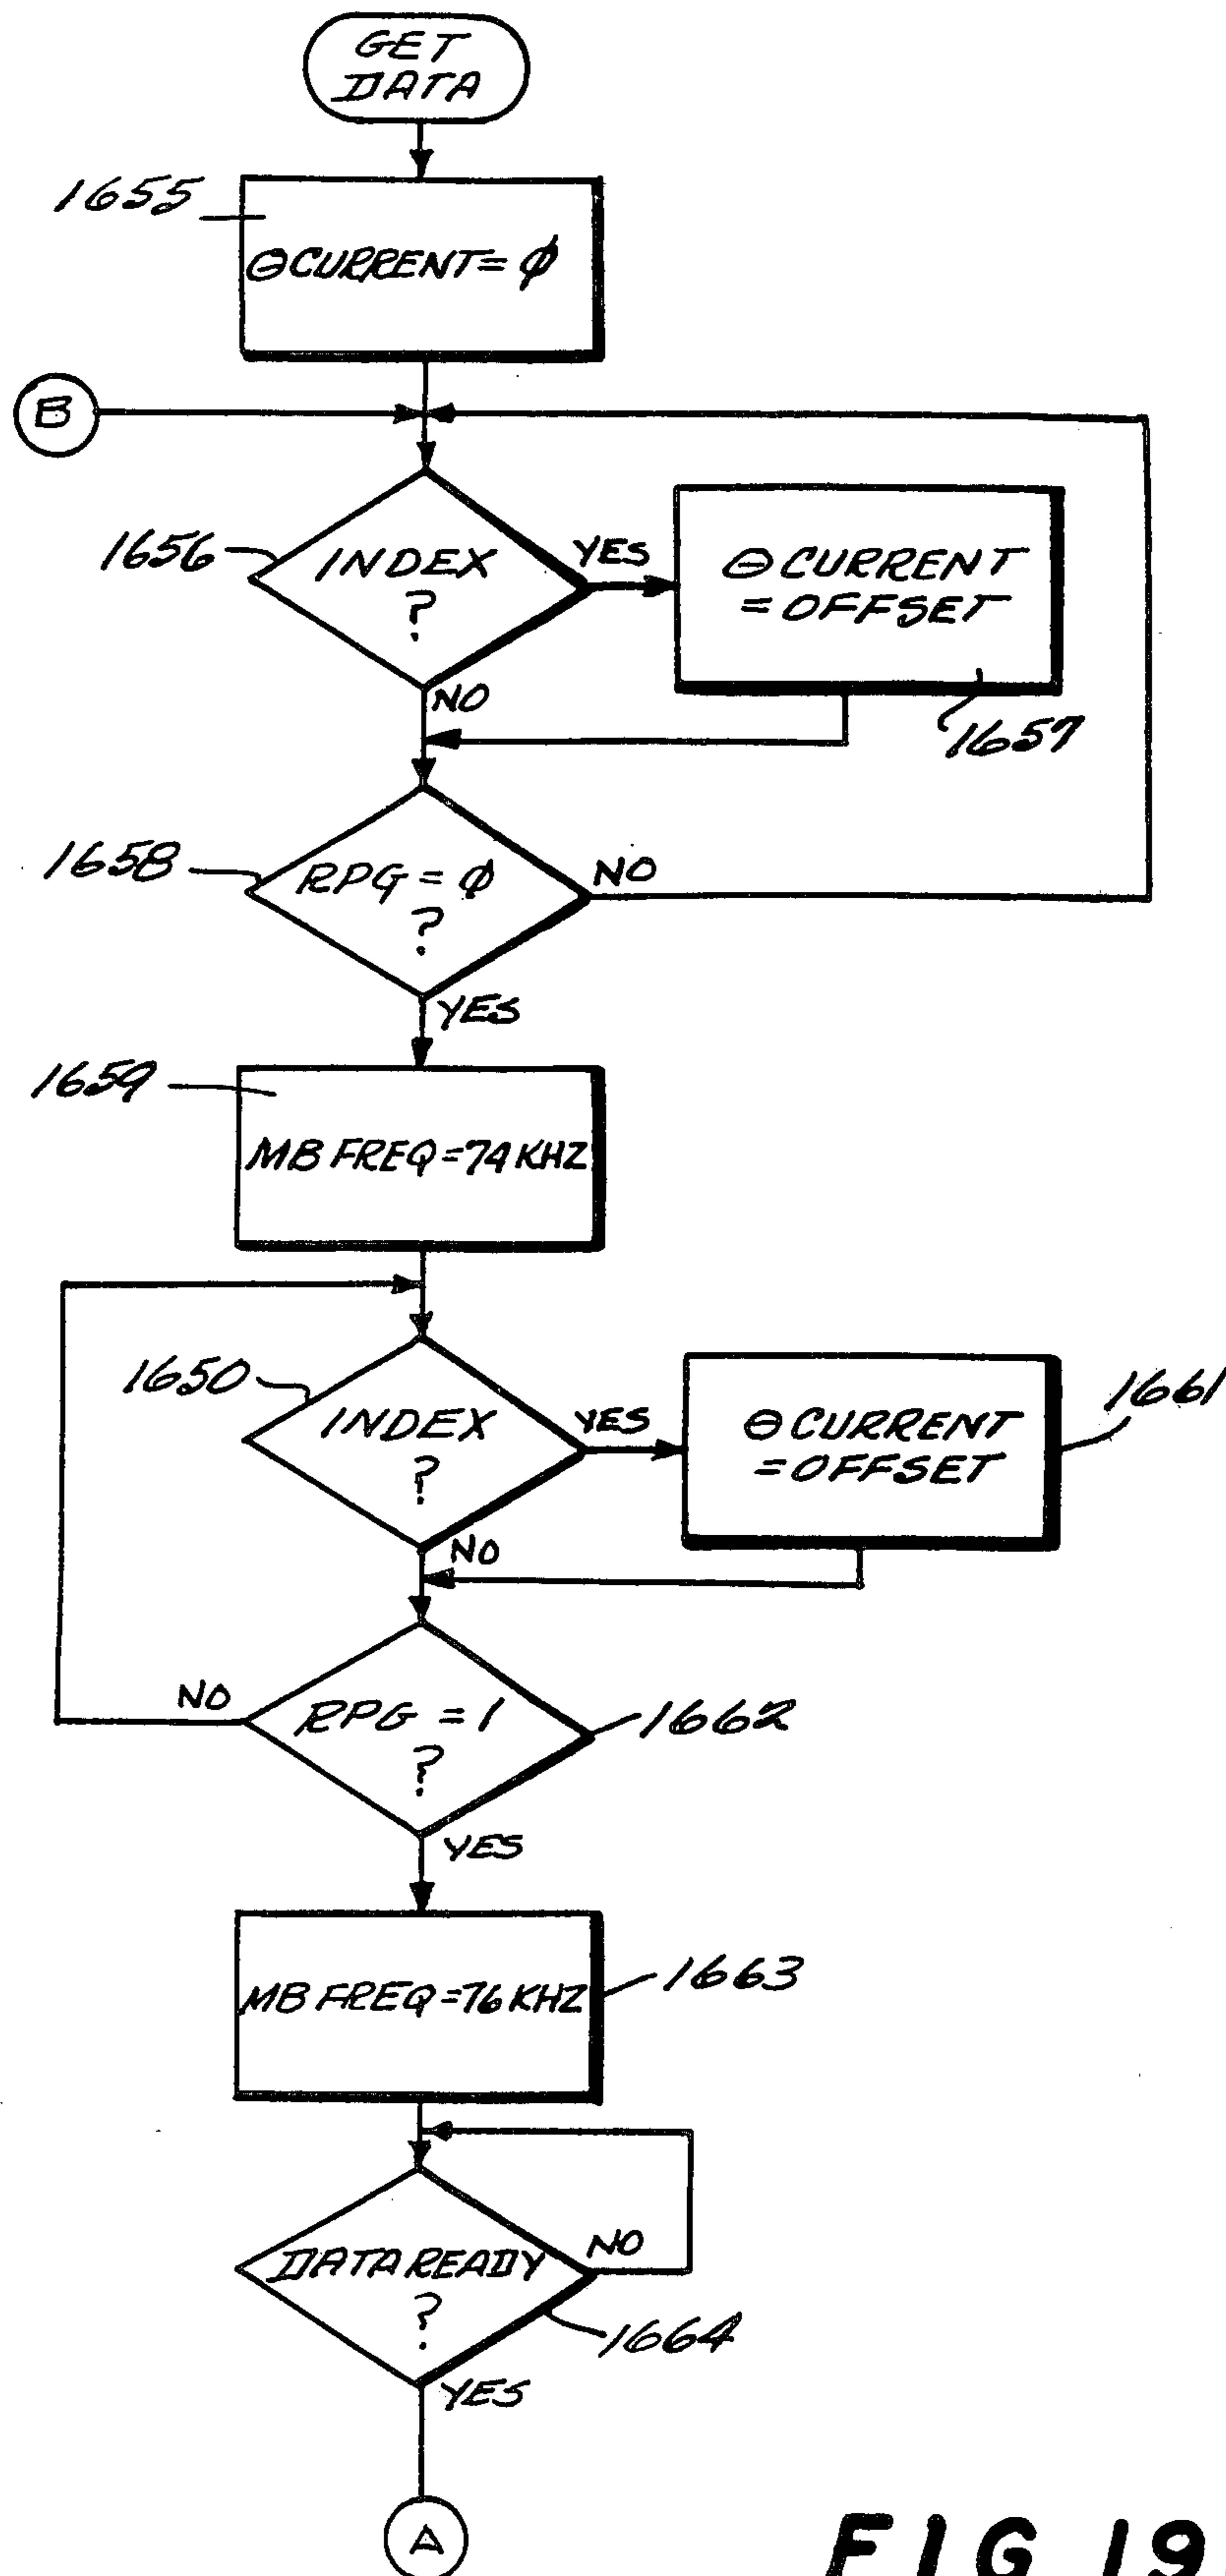 GET
DATA
1655
ΘCURRENT=φ
B
1656
INDEX
?
YES
ΘCURRENT
=OFFSET
1657
NO
1658
RPG=φ
?
NO
YES
1659
MB FREQ=74KHZ
1650
INDEX
?
YES
ΘCURRENT
=OFFSET
1661
NO
NO
RPG=1
?
1662
YES
MB FREQ=76KHZ
1663
DATA READY
?
NO
1664
YES
A
FIG 19.